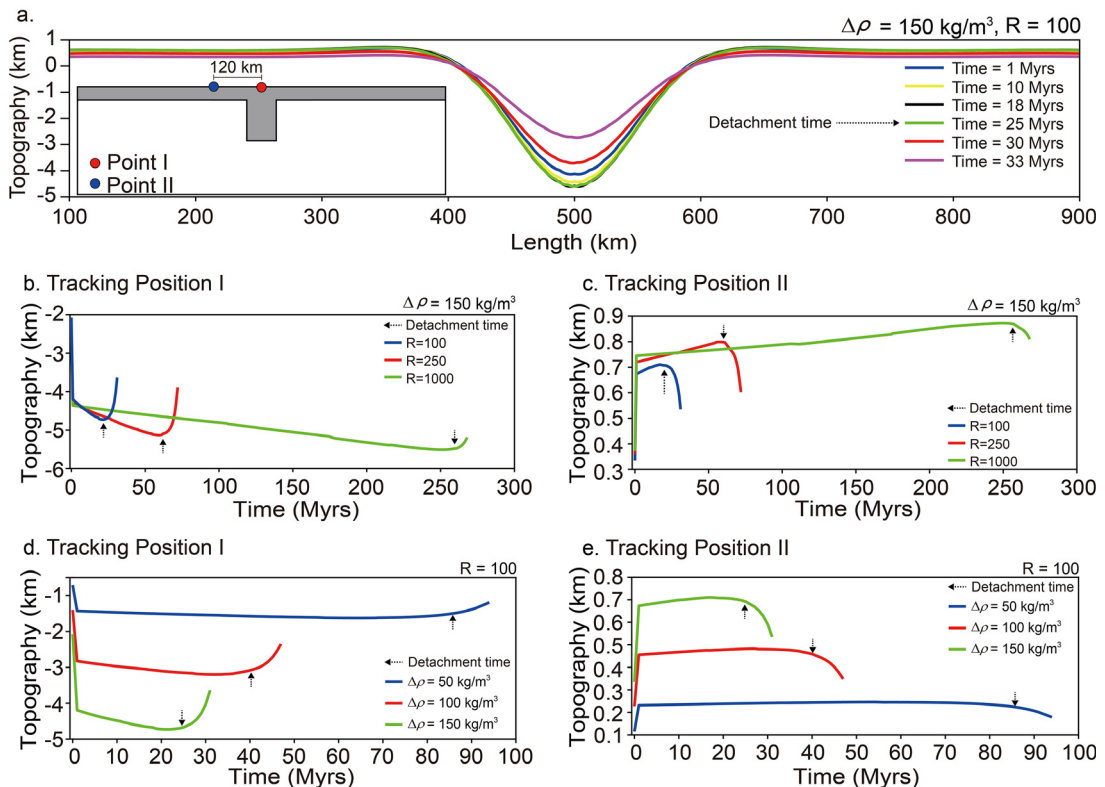 a.
Δρ = 150 kg/m³, R = 100
Topography (km)
1
0
-1
-2
-3
-4
-5
120 km
Point I
Point II
Time = 1 Myrs
Time = 10 Myrs
Time = 18 Myrs
Detachment time
Time = 25 Myrs
Time = 30 Myrs
Time = 33 Myrs
100 200 300 400 500 600 700 800 900
Length (km)
b. Tracking Position I
Δρ = 150 kg/m³
Topography (km)
-2
-2
-4
-4
-5
-6
Detachment time
R=100
R=250
R=1000
0 50 100 150 200 250 300
Time (Myrs)
c. Tracking Position II
Δρ = 150 kg/m³
Topography (km)
0.9
0.8
0.7
0.6
0.5
0.4
0.3
Detachment time
R=100
R=250
R=1000
0 50 100 150 200 250 300
Time (Myrs)
d. Tracking Position I
R = 100
Topography (km)
-1
-2
-3
-4
-5
Detachment time
Δρ = 50 kg/m³
Δρ = 100 kg/m³
Δρ = 150 kg/m³
0 10 20 30 40 50 60 70 80 90 100
Time (Myrs)
e. Tracking Position II
R = 100
Topography (km)
0.8
0.7
0.6
0.5
0.4
0.3
0.2
0.1
Detachment time
Δρ = 50 kg/m³
Δρ = 100 kg/m³
Δρ = 150 kg/m³
0 10 20 30 40 50 60 70 80 90 100
Time (Myrs)